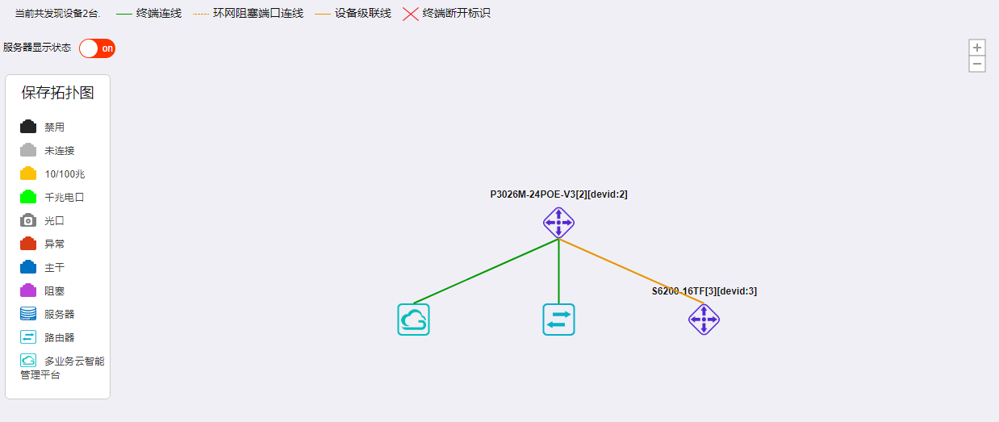 当前共发现设备2台. 终端连线 环网阻塞端口连线 设备级联线 终端断开标识
服务器显示状态 on
保存拓扑图
禁用
未连接
10/100兆
千兆电口
光口
异常
主干
阻塞
服务器
路由器
多业务云智能
管理平台
P3026M-24POE-V3[2][devid:2]
S6200-16TF[3][devid:3]